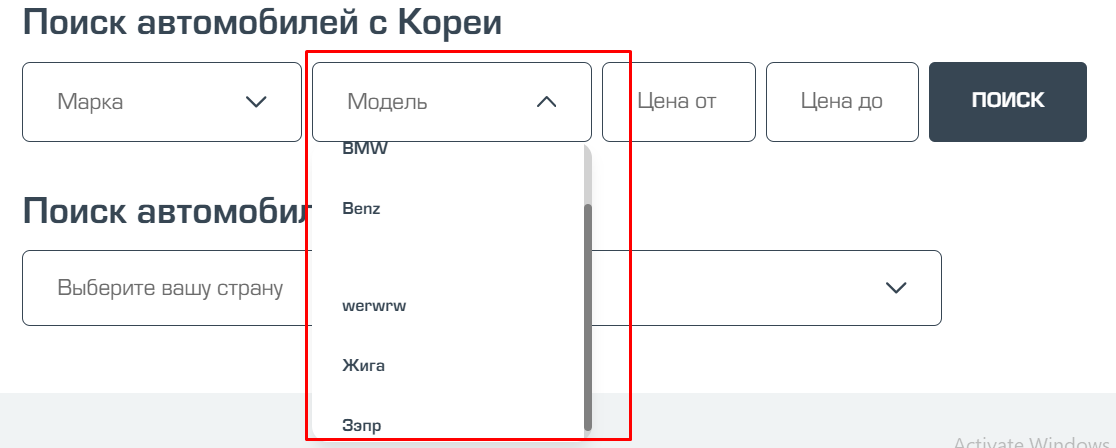 Поиск автомобилей с Кореи
Марка
Модель
Цена от
Цена до
ПОИСК
BMW
Benz
Поиск автомобил
Выберите вашу страну
werwrw
Жига
Зэпр
Activate Windows